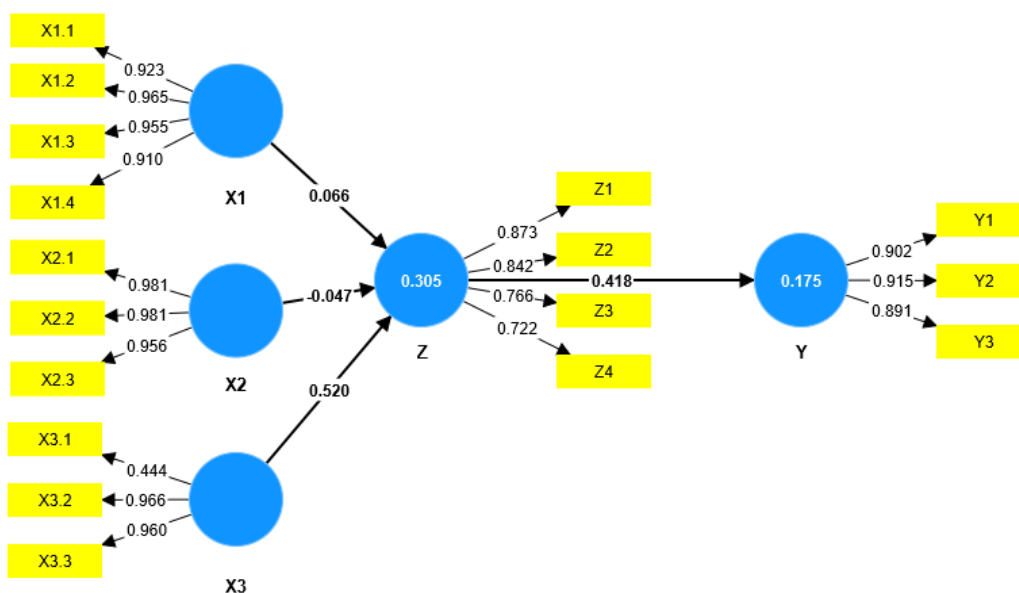 X1.1
X1.2
X1.3
X1.4
0.923
0.965
0.955
0.910
X1
0.066
X2.1
X2.2
X2.3
0.981
0.981
0.956
X2
-0.047
X3.1
X3.2
X3.3
0.444
0.966
0.960
X3
0.520
0.305
Z
Z1
Z2
Z3
Z4
0.873
0.842
0.766
0.722
0.418
0.175
Y
0.902
0.915
0.891
Y1
Y2
Y3